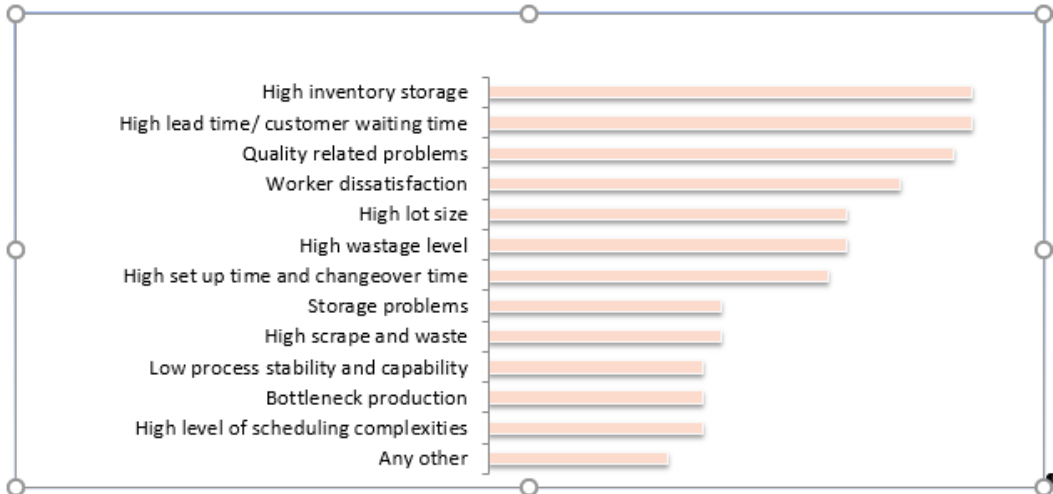 High inventory storage
High lead time/ customer waiting time
Quality related problems
Worker dissatisfaction
High lot size
High wastage level
High set up time and changeover time
Storage problems
High scrape and waste
Low process stability and capability
Bottleneck production
High level of scheduling complexities
Any other